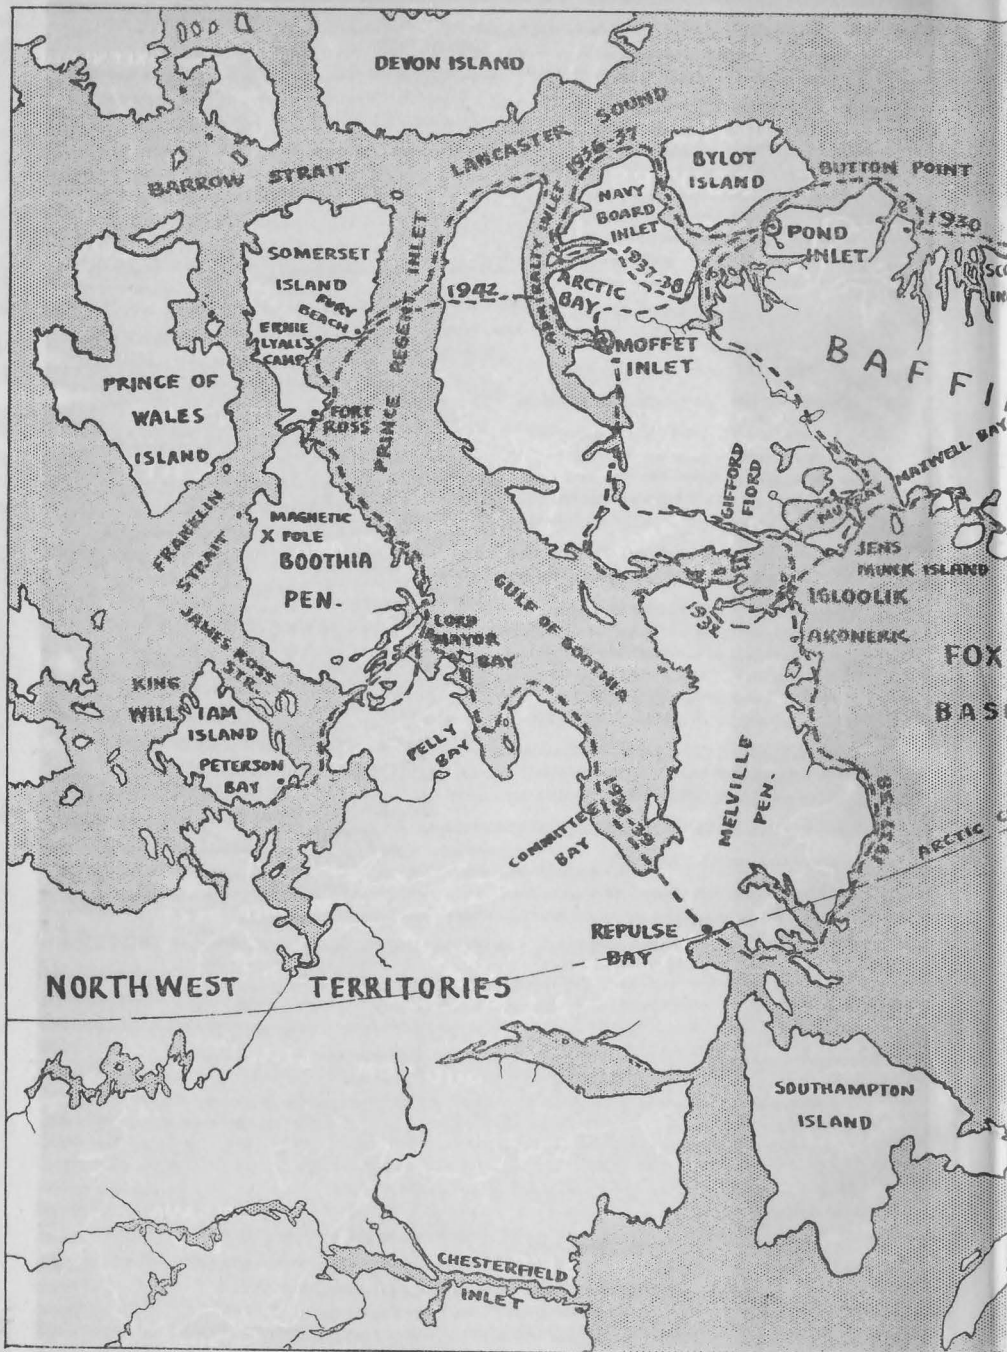 DEVON ISLAND
LANCASTER SOUND
BARROW STRAIT
1936-37
BYLOT
ISLAND
BUTTON POINT
NAVY
BOARD
INLET
1930
POND
INLET
SOMERSET
ISLAND
FURY
BEACH
ERNIE
LYALL'S
CAMP
PRINCE REGENT INLET
1942
ADMIRALTY INLET
1937-38
ARCTIC
BAY
MOFFET
INLET
BAFFI
PRINCE OF
WALES
ISLAND
FORT
ROSS
MAXWELL BAY
GIFFORD
FIORD
MURRAY
FRANKLIN
STRAIT
MAGNETIC
X POLE
BOOTHIA
PEN.
JENS
MUNK ISLAND
IGLOOLIK
AKONERK
GULF OF BOOTHIA
LORD
MAYOR
BAY
JAMES ROSS
STR.
FOX
BAS
KING
WILLIAM
ISLAND
PETERSON
BAY
PELLY
BAY
MELVILLE
PEN.
1938-39
COMMITTEE
BAY
1937-38
ARCTIC C
REPULSE
BAY
NORTHWEST TERRITORIES
SOUTHAMPTON
ISLAND
CHESTERFIELD
INLET